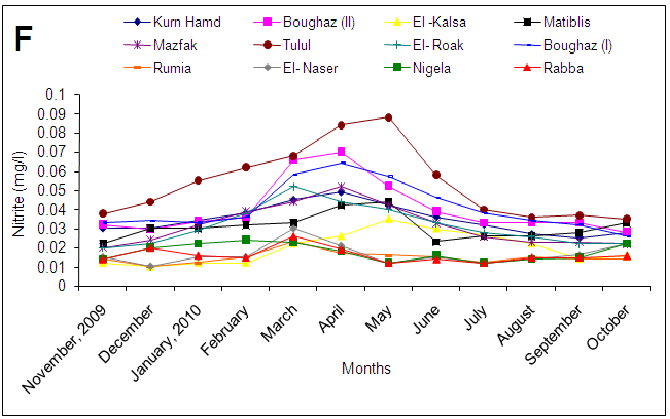 F
Kum Hamd Boughaz (II) El-Kalsa Matiblis
Mazfak Tulul El-Roak Boughaz (I)
Rumia El-Naser Nigela Rabba
Nitrite (mg/l)
0.1
0.09
0.08
0.07
0.06
0.05
0.04
0.03
0.02
0.01
0
November, 2009 December January, 2010 February March April May June July August September October
Months